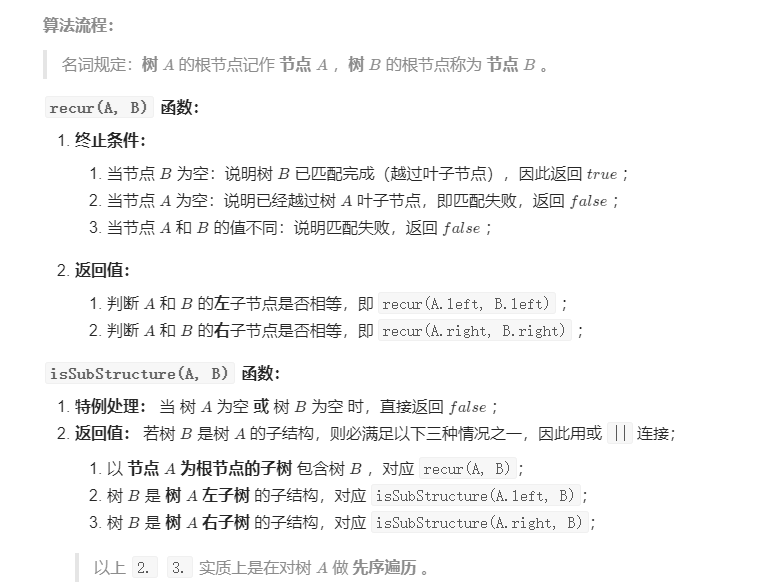 算法流程：
名词规定：树 A 的根节点记作 节点 A ，树 B 的根节点称为 节点 B 。
recur(A, B) 函数：
1. 终止条件：
1. 当节点 B 为空：说明树 B 已匹配完成（越过叶子节点），因此返回 true ；
2. 当节点 A 为空：说明已经越过树 A 叶子节点，即匹配失败，返回 false ；
3. 当节点 A 和 B 的值不同：说明匹配失败，返回 false ；
2. 返回值：
1. 判断 A 和 B 的左子节点是否相等，即 recur(A.left, B.left) ；
2. 判断 A 和 B 的右子节点是否相等，即 recur(A.right, B.right) ；
isSubStructure(A, B) 函数：
1. 特例处理： 当 树 A 为空 或 树 B 为空 时，直接返回 false ；
2. 返回值： 若树 B 是树 A 的子结构，则必满足以下三种情况之一，因此用或 || 连接；
1. 以 节点 A 为根节点的子树 包含树 B ，对应 recur(A, B)；
2. 树 B 是 树 A 左子树 的子结构，对应 isSubStructure(A.left, B)；
3. 树 B 是 树 A 右子树 的子结构，对应 isSubStructure(A.right, B)；
以上 2. 3. 实质上是在对树 A 做 先序遍历 。